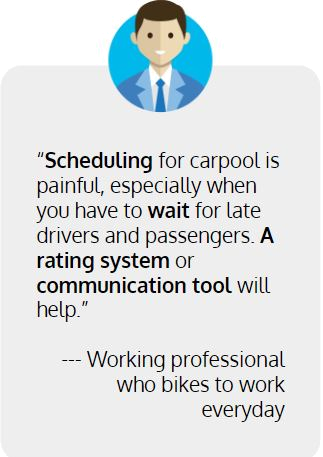 “Scheduling for carpool is
painful, especially when
you have to wait for late
drivers and passengers. A
rating system or
communication tool will
help.”
--- Working professional
who bikes to work
everyday